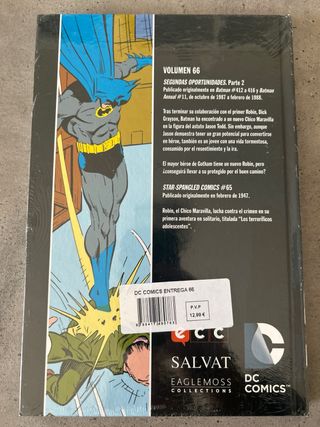 VOLUMEN 66
SEGUNDAS OPORTUNIDADES. Parte 2
Publicado originalmente en Batman #412 a 416 y Batman
Annual #11, de octubre de 1987 a febrero de 1988.
Tras terminar su colaboración con el primer Robin, Dick
Grayson, Batman ha encontrado a un nuevo Chico Maravilla
en la figura del astuto Jason Todd. Sin embargo, aunque
Jason demuestra tener un gran potencial para convertirse
en héroe, también es un joven con una vida tormentosa,
consumido por el resentimiento y la ira.
El mayor héroe de Gotham tiene un nuevo Robin, pero
¿conseguirá llevar a su protegido por el buen camino?
STAR-SPANGLED COMICS #65
Publicado originalmente en febrero de 1947.
Robin, el Chico Maravilla, lucha contra el crimen en su
primera aventura en solitario, titulada "Los terroríficos
adolescentes".
DC COMICS ENTREGA 66
P.V.P
12,99 €
ecc
SALVAT
EAGLEMOSS
COLLECTIONS
DC
COMICS™